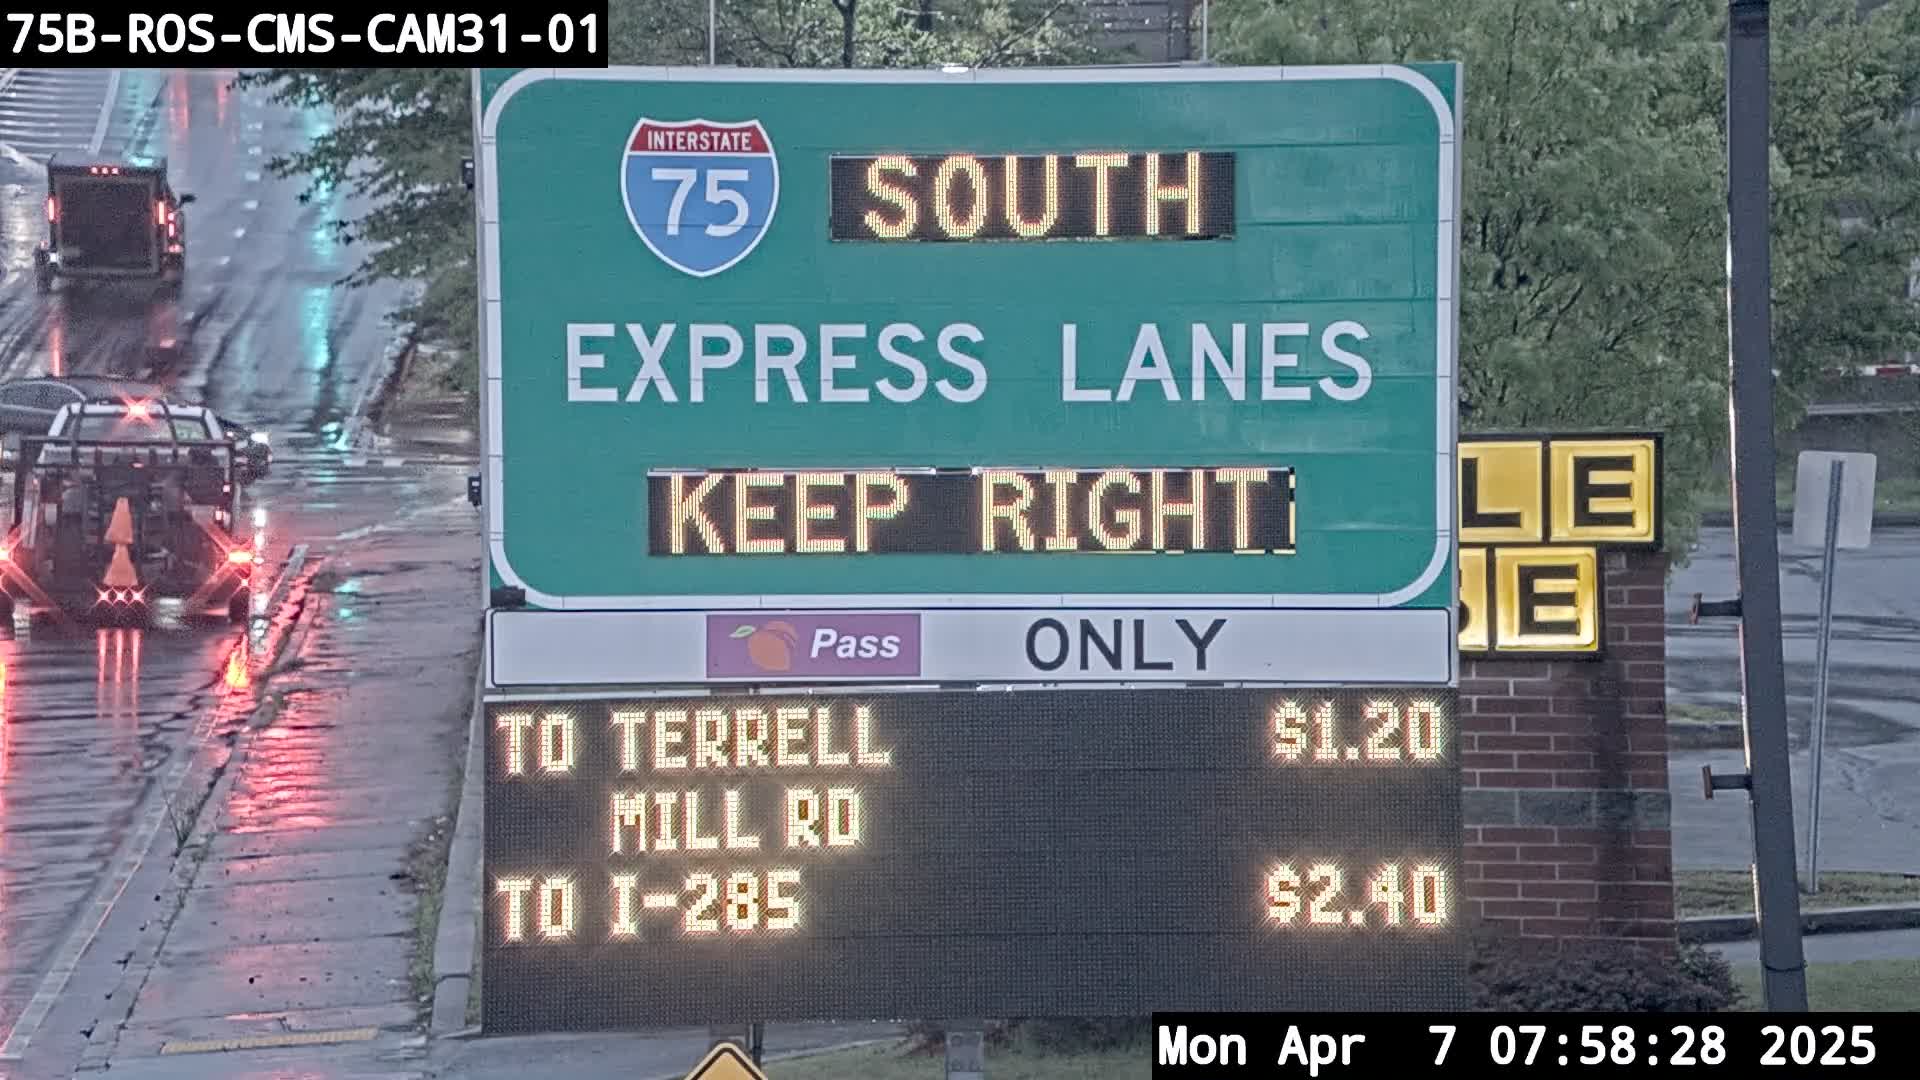 75B-ROS-CMS-CAM31-01
INTERSTATE
75
SOUTH
EXPRESS LANES
KEEP RIGHT
LE
E
Pass ONLY
TO TERRELL $1.20
MILL RD
TO I-285 $2.40
Mon Apr 7 07:58:28 2025